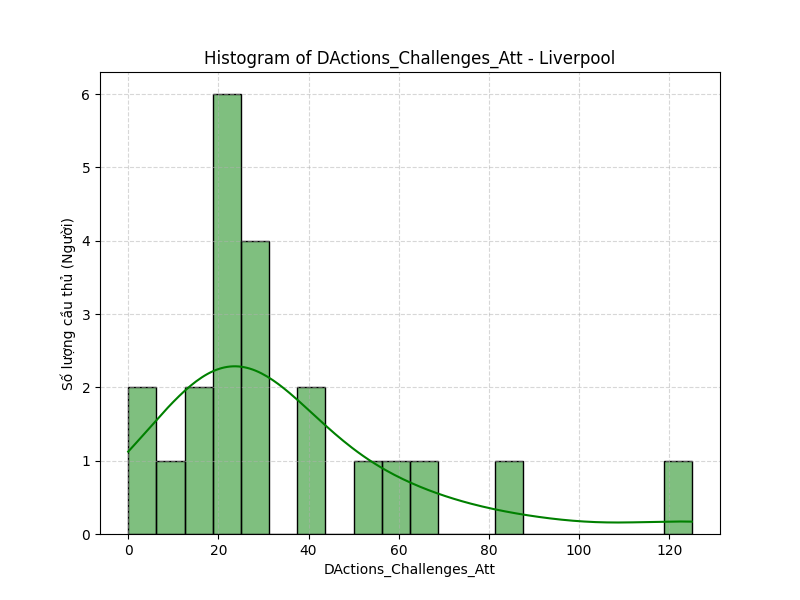 Histogram of DActions_Challenges_Att - Liverpool
Số lượng cầu thủ (Người)
6
5
4
3
2
1
0
0 20 40 60 80 100 120
DActions_Challenges_Att